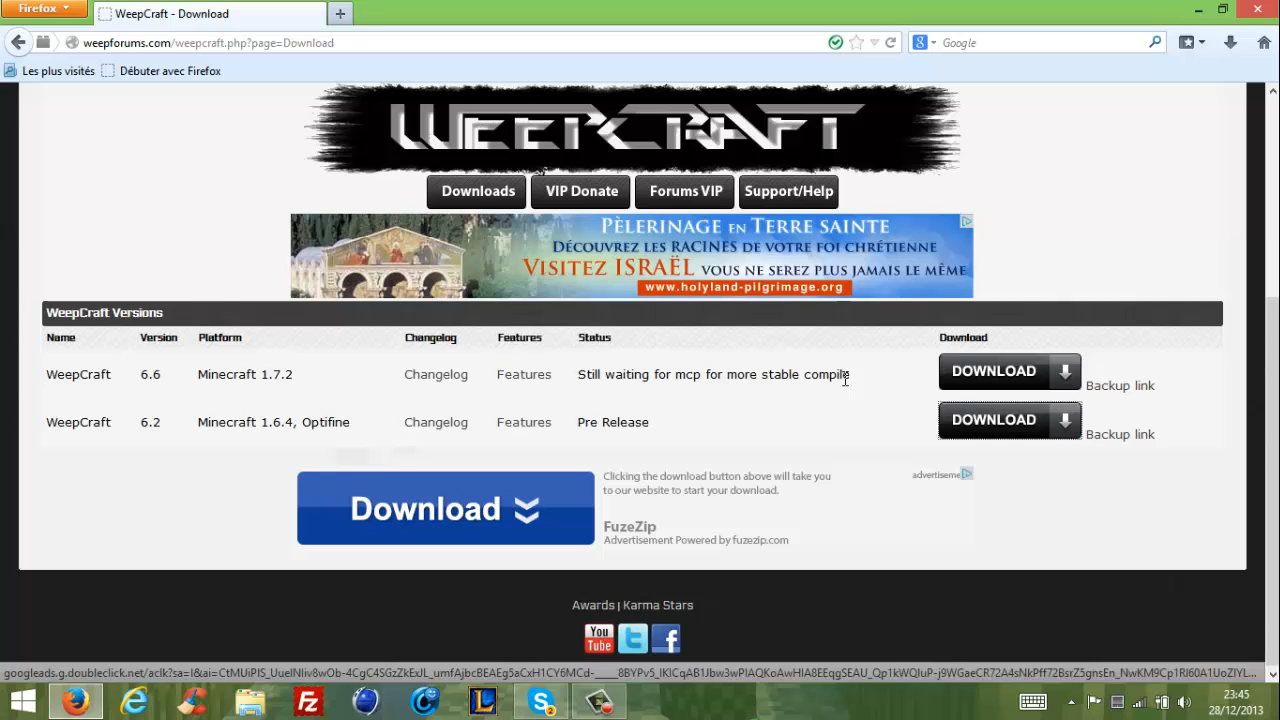 Firefox
WeepCraft - Download
weepforums.com/weepcraft.php?page=Download
Google
Les plus visités
Débuter avec Firefox
WEEPCRAFT
Downloads
VIP Donate
Forums VIP
Support/Help
PÈLERINAGE EN TERRE SAINTE
DÉCOUVREZ LES RACINES DE VOTRE FOI CHRÉTIENNE
VISITEZ ISRAËL VOUS NE SEREZ PLUS JAMAIS LE MÊME
www.holyland-pilgrimage.org
WeepCraft Versions
Name Version Platform Changelog Features Status Download
WeepCraft 6.6 Minecraft 1.7.2 Changelog Features Still waiting for mcp for more stable compile DOWNLOAD Backup link
WeepCraft 6.2 Minecraft 1.6.4, Optifine Changelog Features Pre Release DOWNLOAD Backup link
Download
Clicking the download button above will take you
to our website to start your download.
advertiseme
FuzeZip
Advertisement Powered by fuzezip.com
Awards | Karma Stars
You
Tube
23:45
28/12/2013